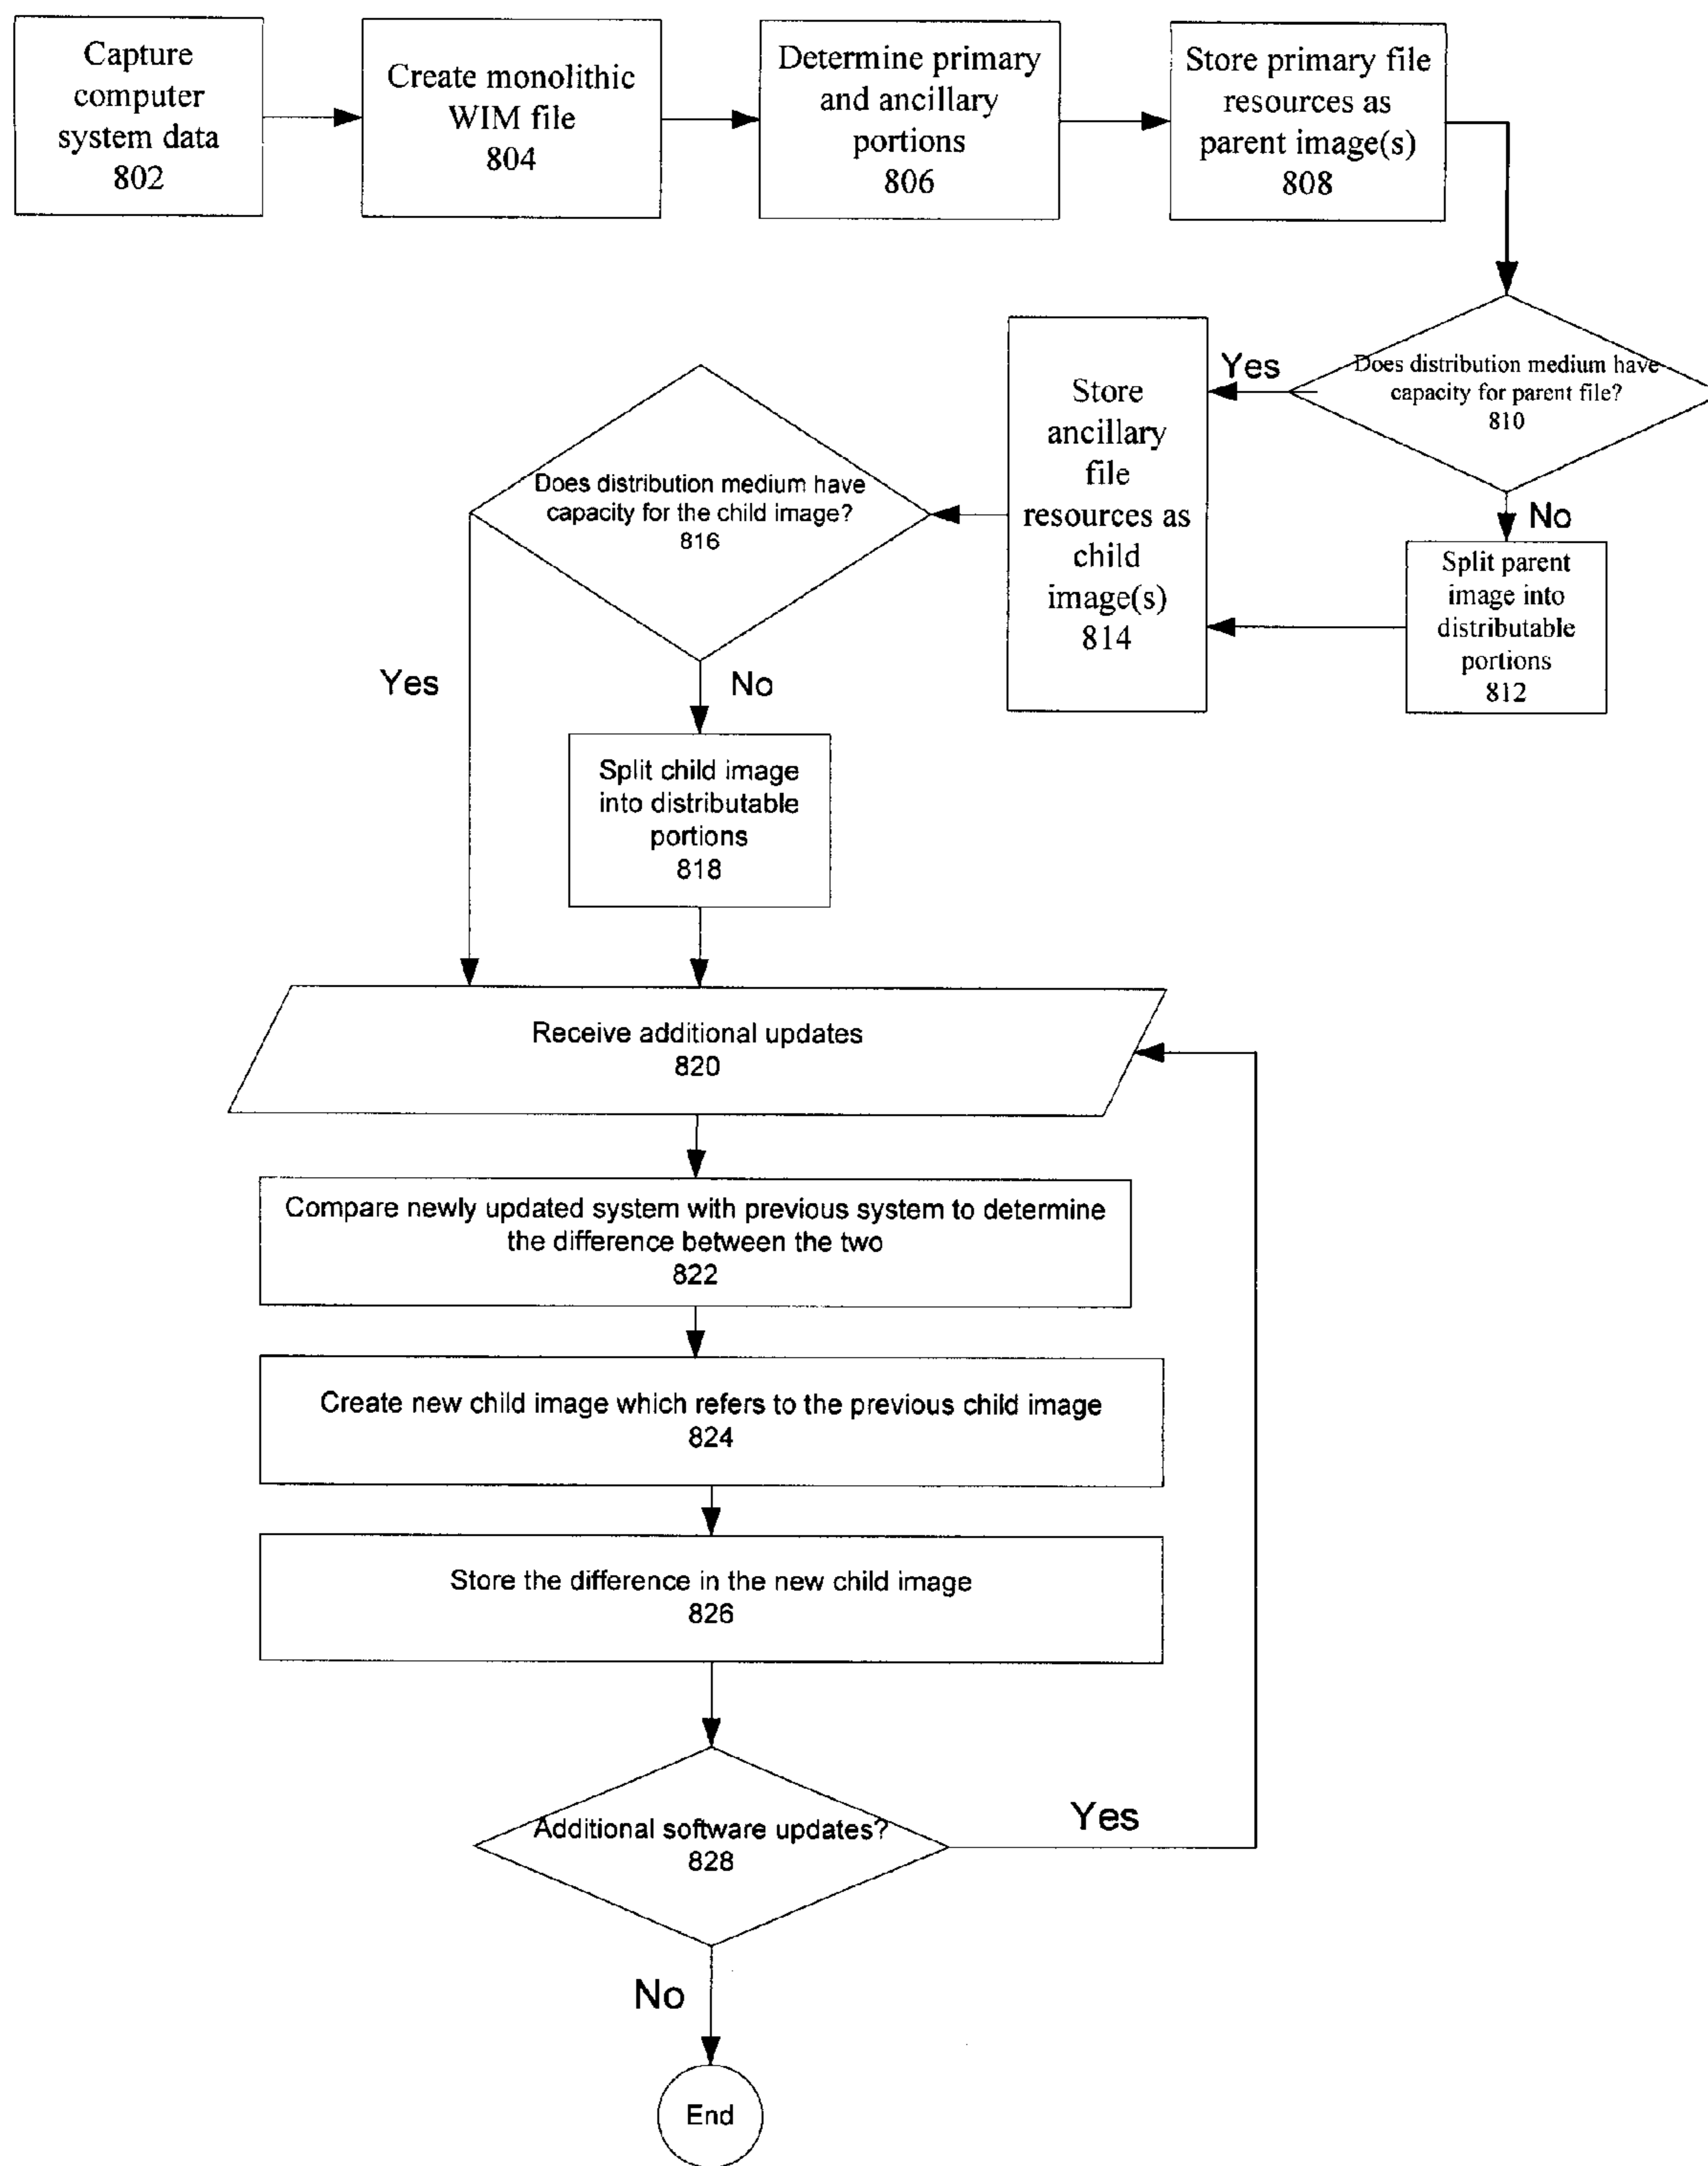 Capture
computer
system data
802
Create monolithic
WIM file
804
Determine primary
and ancillary
portions
806
Store primary file
resources as
parent image(s)
808
Does distribution medium have
capacity for parent file?
810
Yes
No
Split parent
image into
distributable
portions
812
Store
ancillary
file
resources as
child
image(s)
814
Does distribution medium have
capacity for the child image?
816
Yes
No
Split child image
into distributable
portions
818
Receive additional updates
820
Compare newly updated system with previous system to determine
the difference between the two
822
Create new child image which refers to the previous child image
824
Store the difference in the new child image
826
Additional software updates?
828
Yes
No
End